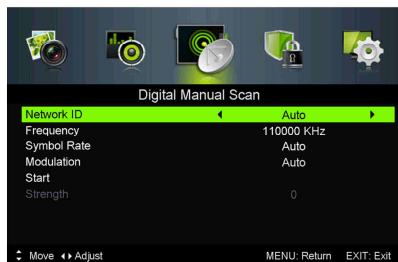 Digital Manual Scan
Network ID Auto
Frequency 110000 KHz
Symbol Rate Auto
Modulation Auto
Start
Strength 0
Move Adjust MENU: Return EXIT: Exit